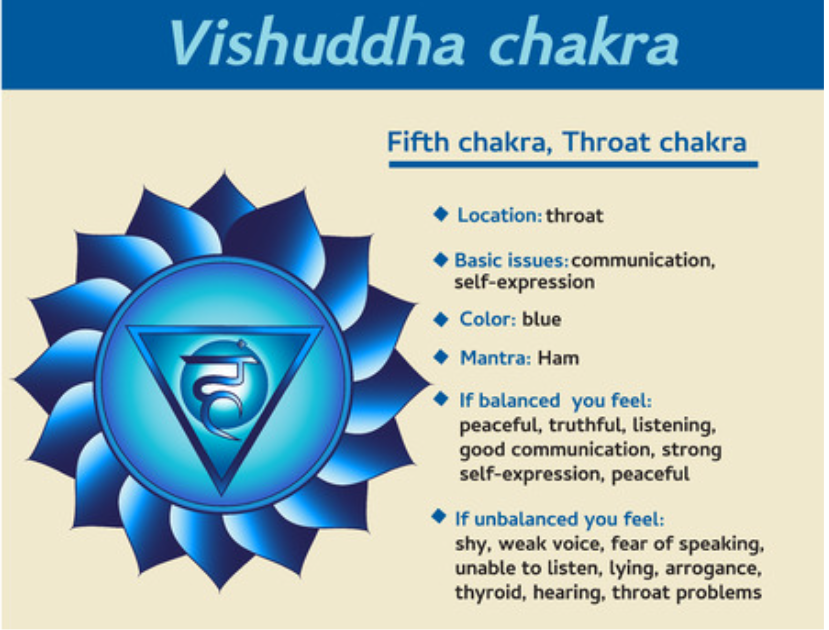 Vishuddha chakra
Fifth chakra, Throat chakra
Location: throat
Basic issues: communication,
self-expression
Color: blue
Mantra: Ham
If balanced you feel:
peaceful, truthful, listening,
good communication, strong
self-expression, peaceful
If unbalanced you feel:
shy, weak voice, fear of speaking,
unable to listen, lying, arrogance,
thyroid, hearing, throat problems
हं